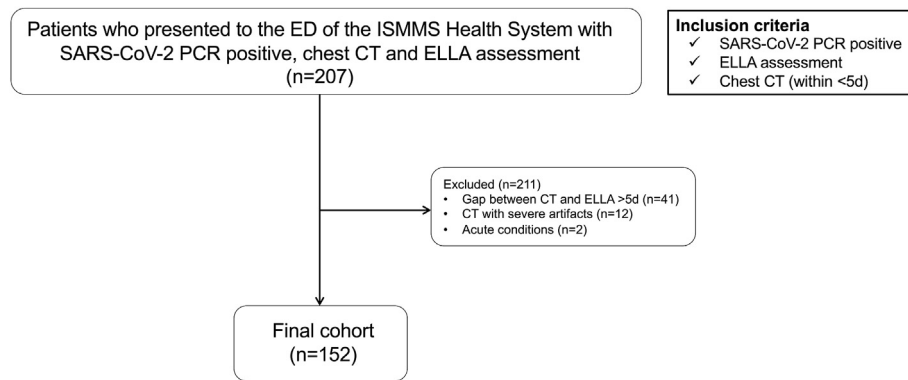 Patients who presented to the ED of the ISMMS Health System with
SARS-CoV-2 PCR positive, chest CT and ELLA assessment
(n=207)
Inclusion criteria
✓ SARS-CoV-2 PCR positive
✓ ELLA assessment
✓ Chest CT (within <5d)
Excluded (n=211)
• Gap between CT and ELLA >5d (n=41)
• CT with severe artifacts (n=12)
• Acute conditions (n=2)
Final cohort
(n=152)